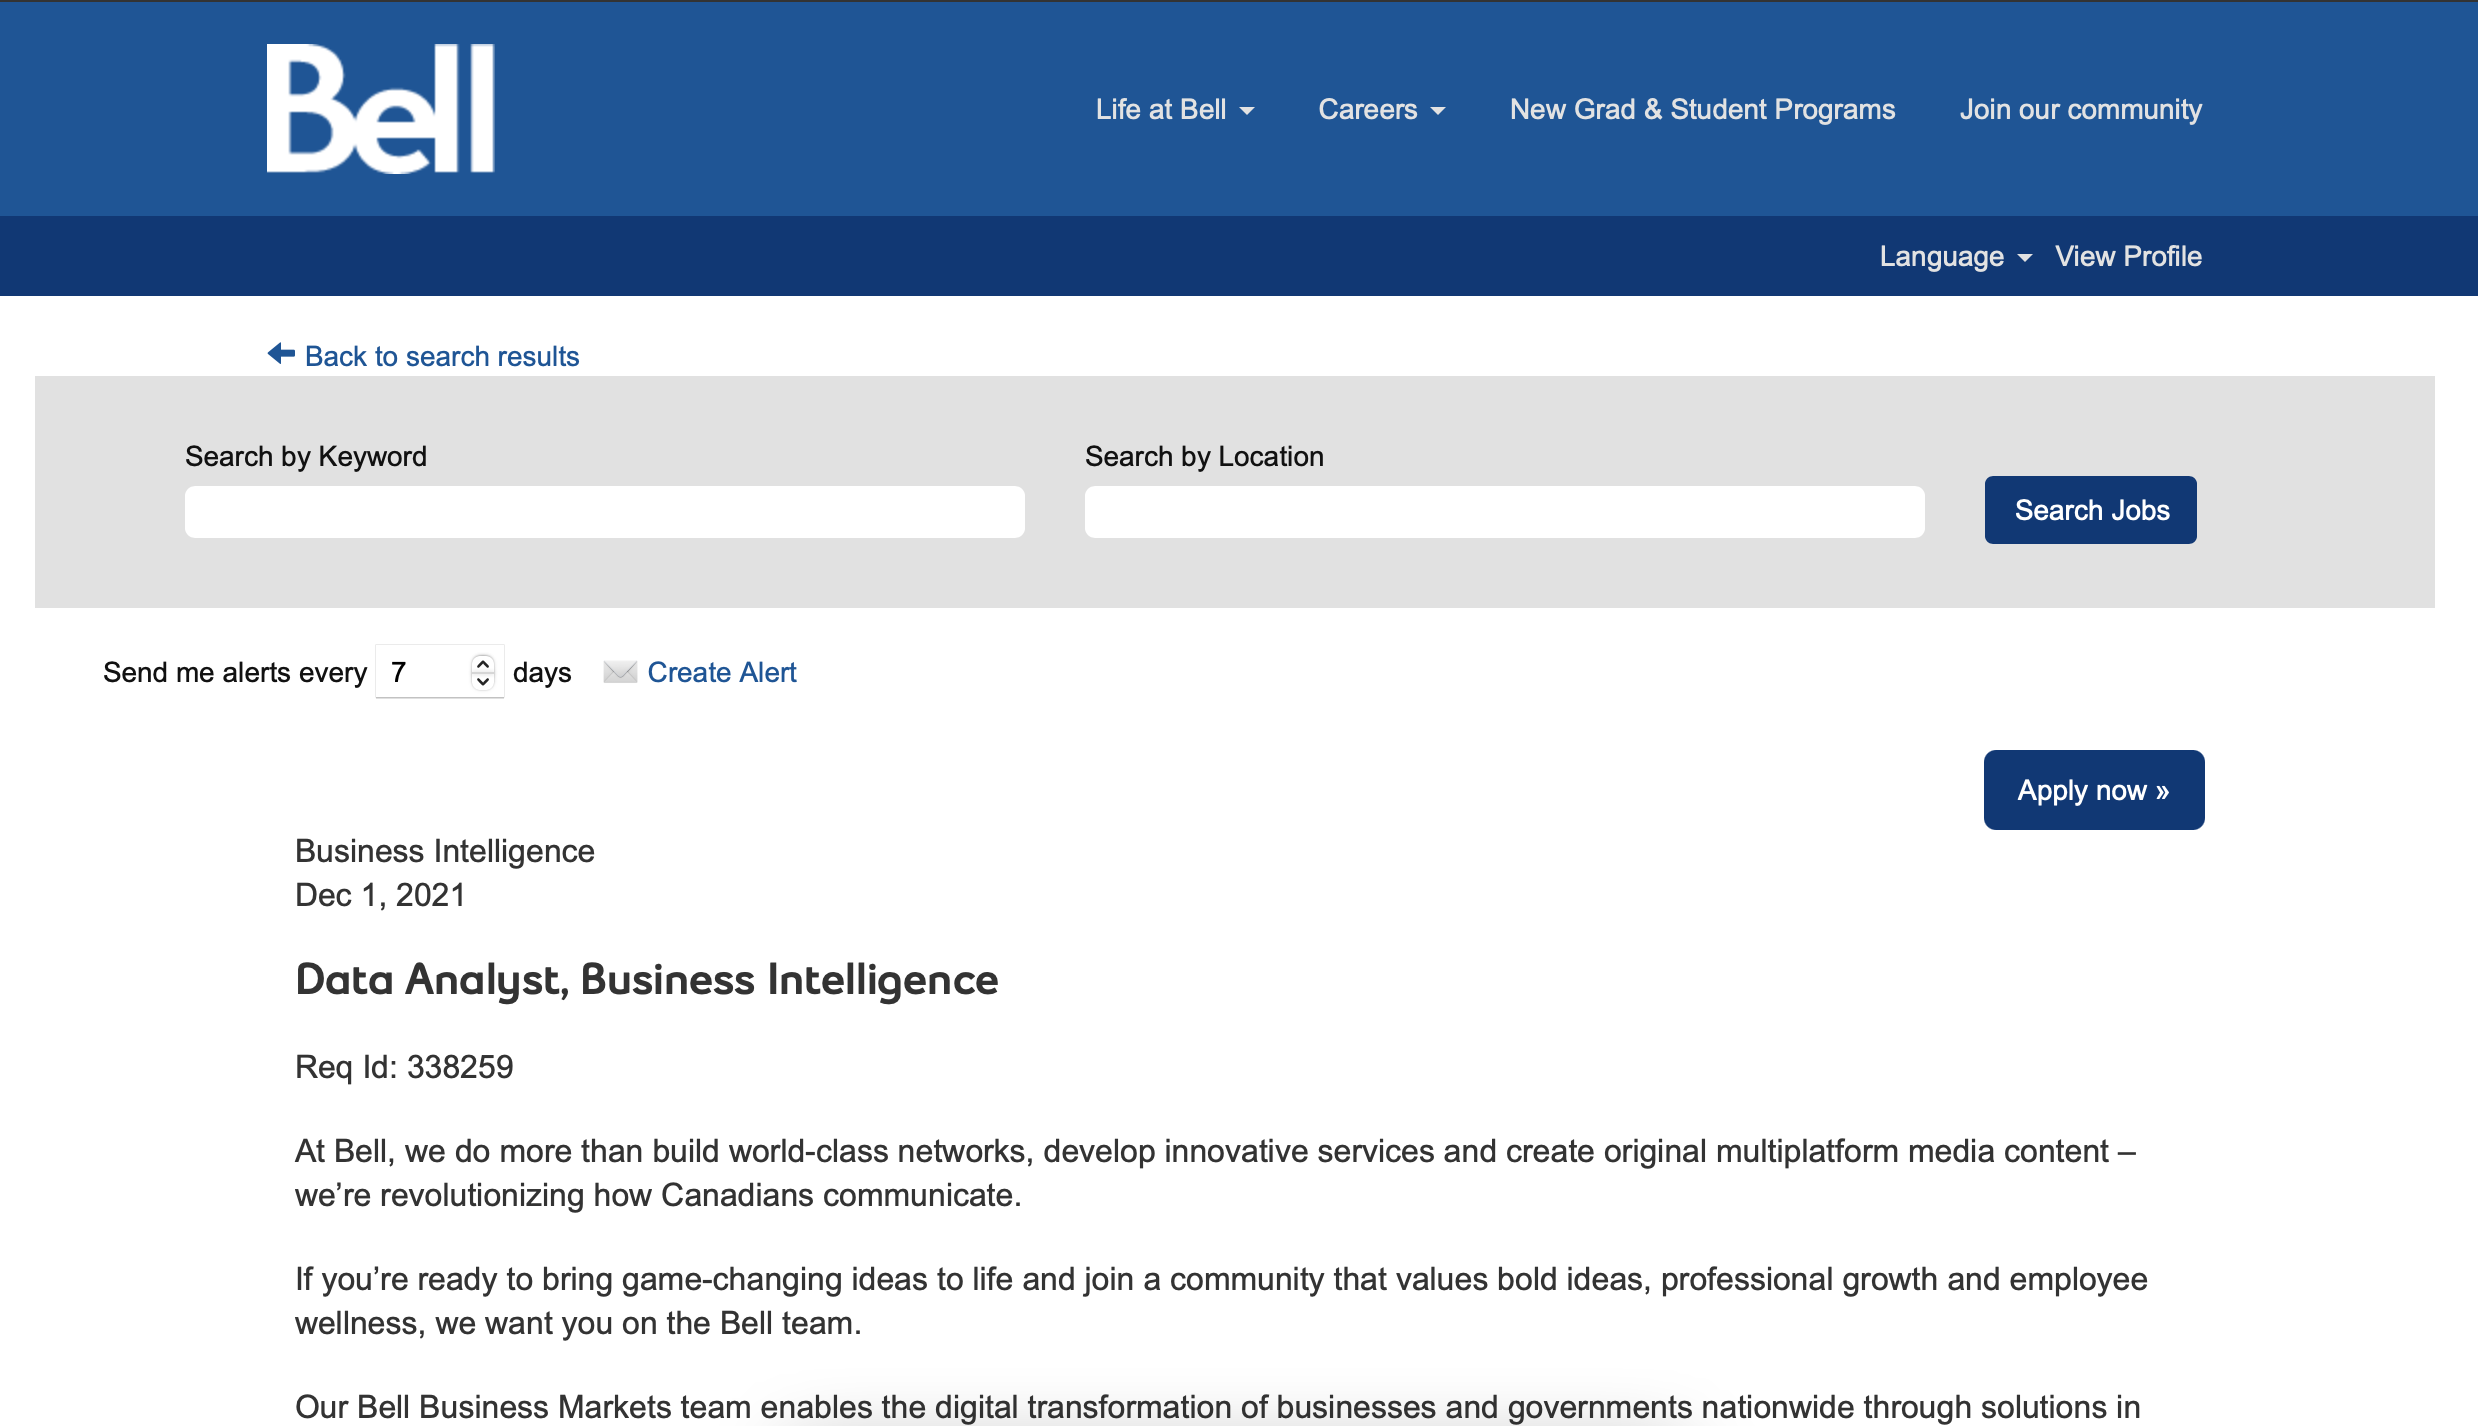 Bell
Life at Bell
Careers
New Grad & Student Programs
Join our community
Language
View Profile
Back to search results
Search by Keyword
Search by Location
Search Jobs
Send me alerts every 7 days
Create Alert
Apply now »
Business Intelligence
Dec 1, 2021
Data Analyst, Business Intelligence
Req Id: 338259
At Bell, we do more than build world-class networks, develop innovative services and create original multiplatform media content –
we’re revolutionizing how Canadians communicate.
If you’re ready to bring game-changing ideas to life and join a community that values bold ideas, professional growth and employee
wellness, we want you on the Bell team.
Our Bell Business Markets team enables the digital transformation of businesses and governments nationwide through solutions in